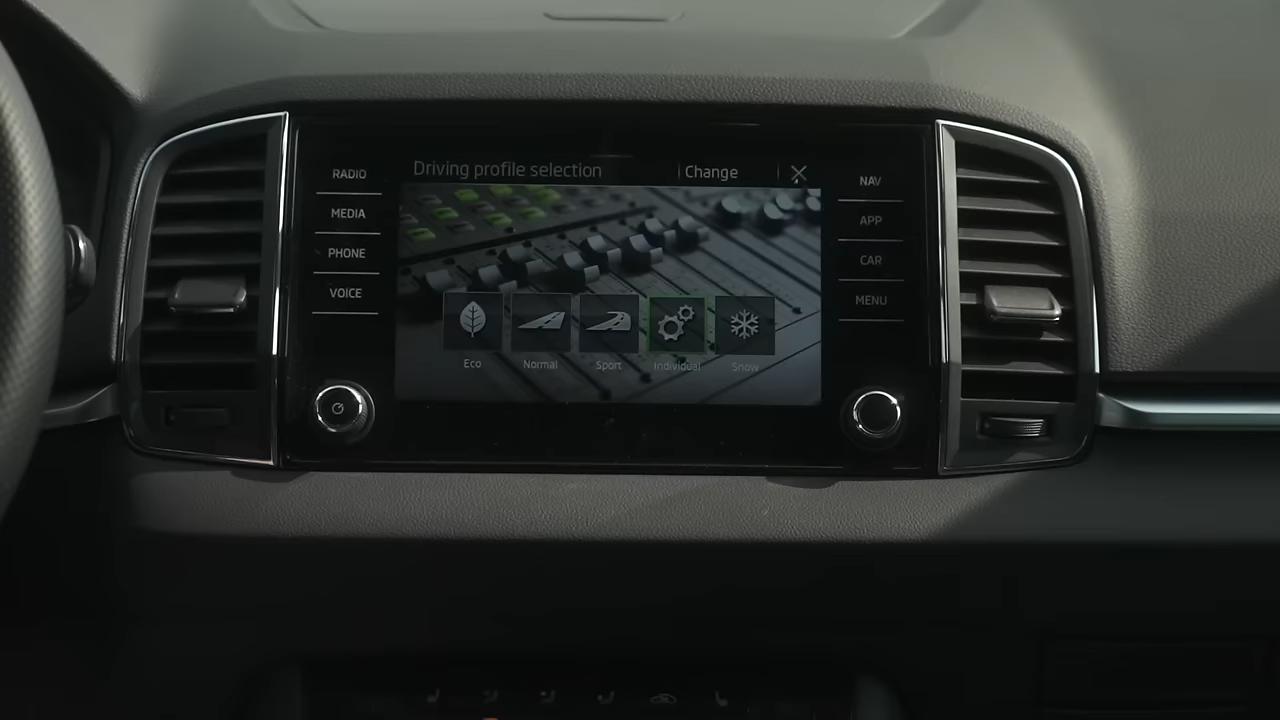 RADIO
MEDIA
PHONE
VOICE
Driving profile selection
Change
Eco
Normal
Sport
Individual
Snow
NAV
APP
CAR
MENU